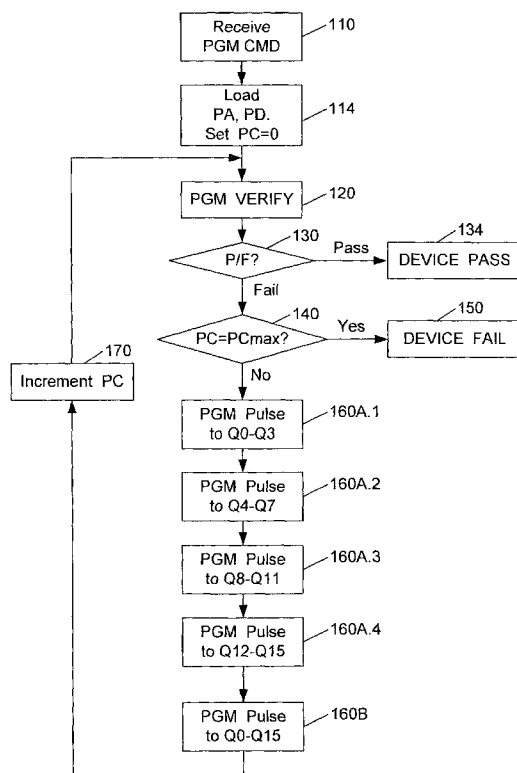 Receive
PGM CMD
110
Load
PA, PD.
Set PC=0
114
PGM VERIFY
120
P/F?
130
Pass
DEVICE PASS
134
Fail
PC=PCmax?
140
Yes
DEVICE FAIL
150
No
Increment PC
170
PGM Pulse
to Q0-Q3
160A.1
PGM Pulse
to Q4-Q7
160A.2
PGM Pulse
to Q8-Q11
160A.3
PGM Pulse
to Q12-Q15
160A.4
PGM Pulse
to Q0-Q15
160B